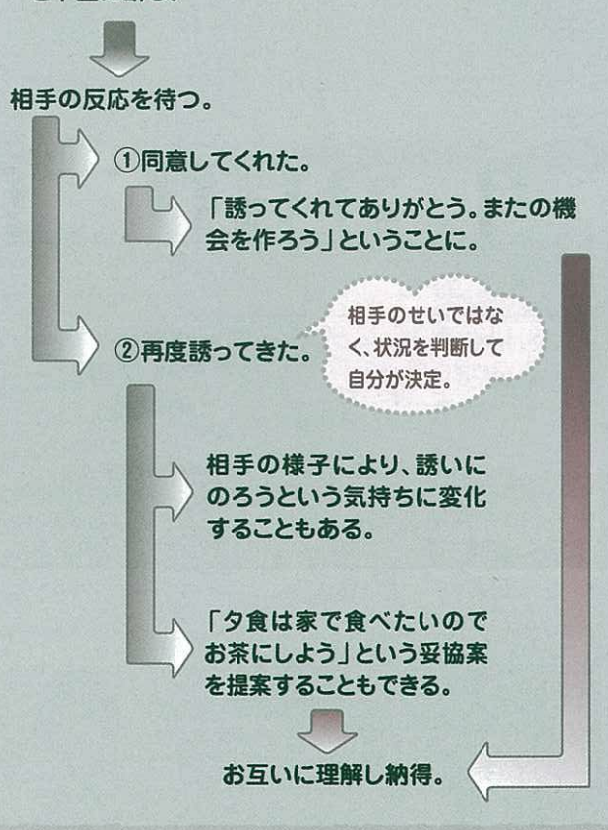 相手の反応を待つ。
①同意してくれた。
「誘ってくれてありがとう。またの機
会を作ろう」ということに。
②再度誘ってきた。
相手のせいではな
く、状況を判断して
自分が決定。
相手の様子により、誘いに
のろうという気持ちに変化
することもある。
「夕食は家で食べたいので
お茶にしよう」という妥協案
を提案することもできる。
お互いに理解し納得。